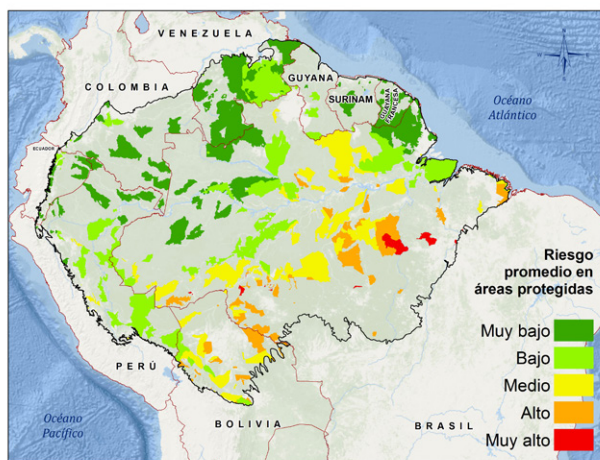 VENEZUELA
GUYANA
COLOMBIA
SURINAM
GUAYANA
FRANCESA
Océano
Atlántico
ECUADOR
Riesgo
promedio en
áreas protegidas
Muy bajo
Bajo
Medio
Alto
Muy alto
PERÚ
Océano
Pacífico
BOLIVIA
BRASIL